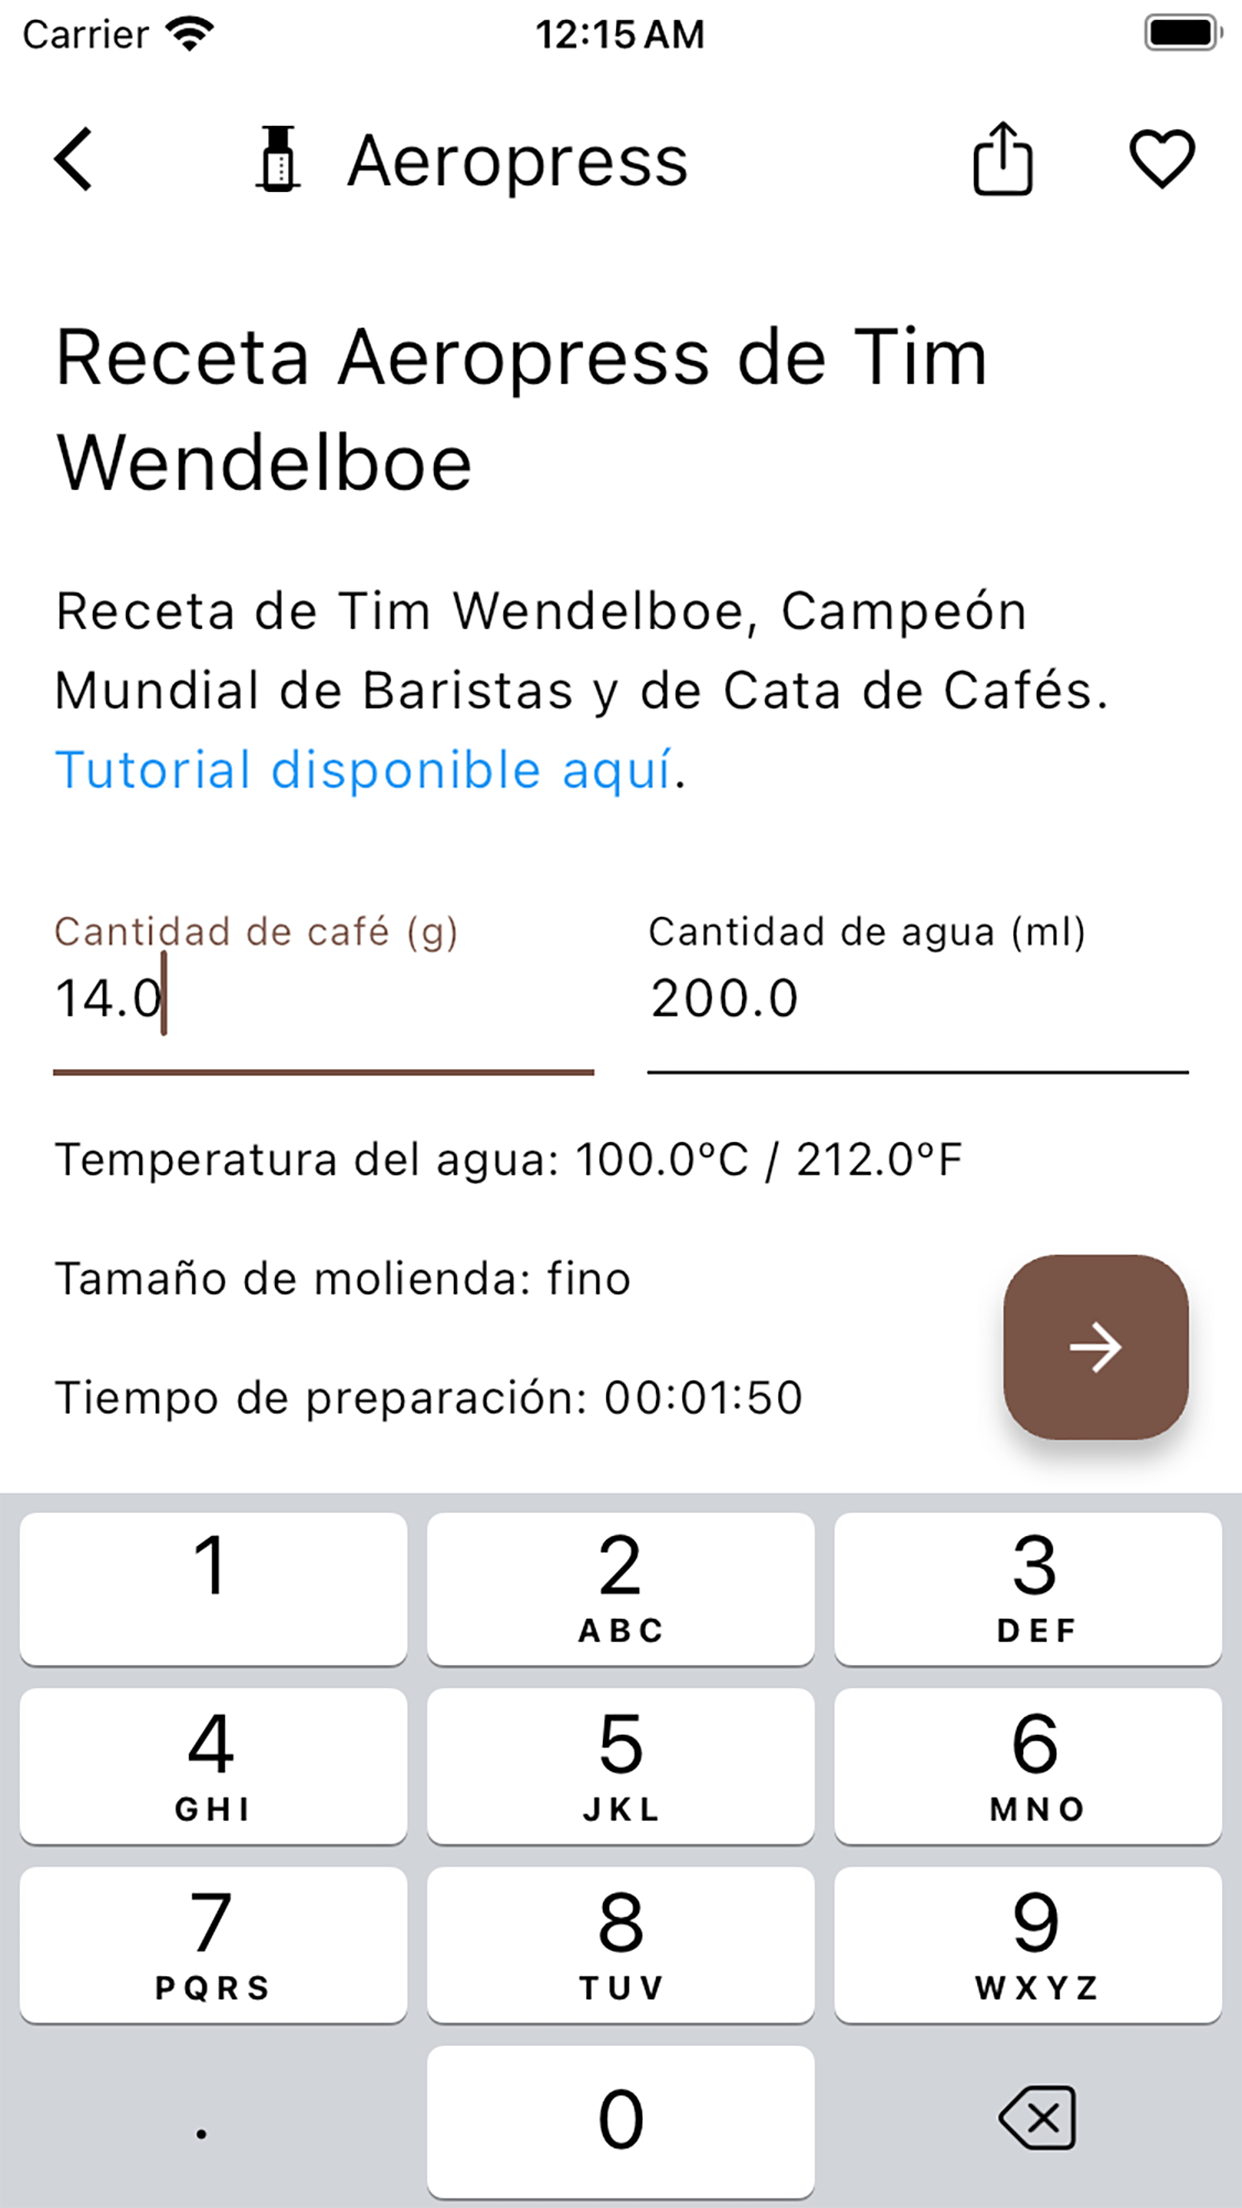 Carrier 12:15 AM
Aeropress
Receta Aeropress de Tim
Wendelboe
Receta de Tim Wendelboe, Campeón
Mundial de Baristas y de Cata de Cafés.
Tutorial disponible aquí.
Cantidad de café (g) Cantidad de agua (ml)
14.0 200.0
Temperatura del agua: 100.0ºC / 212.0ºF
Tamaño de molienda: fino
Tiempo de preparación: 00:01:50
1 2 3
ABC DEF
4 5 6
GHI JKL MNO
7 8 9
PQRS TUV WXYZ
. 0